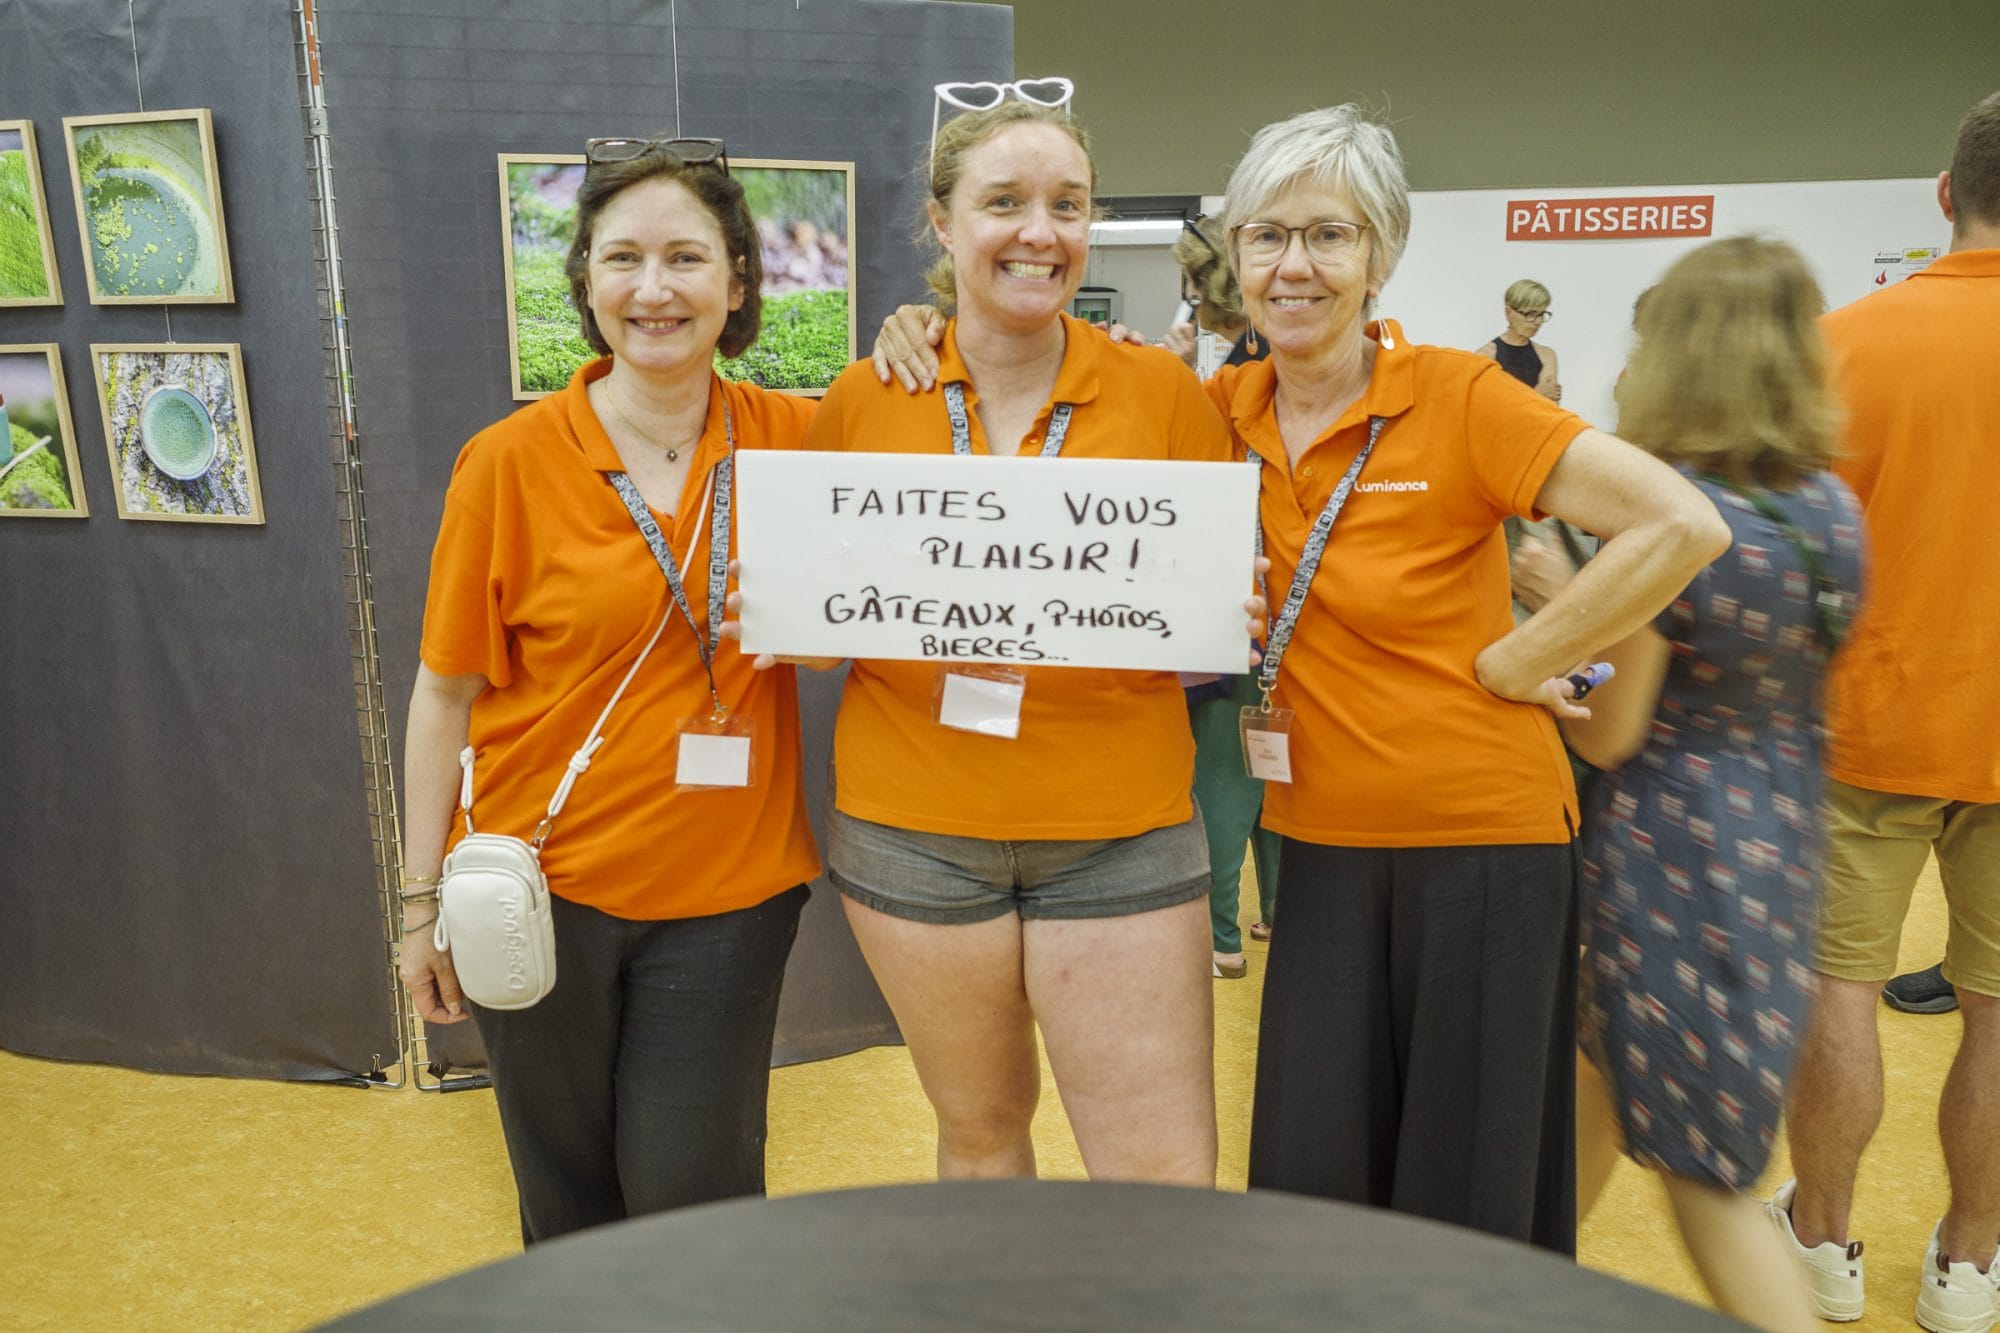 PÂTISSERIES
Luminance
FAITES VOUS
PLAISIR !
GÂTEAUX, PHOTOS,
BIERES...
Desigual.